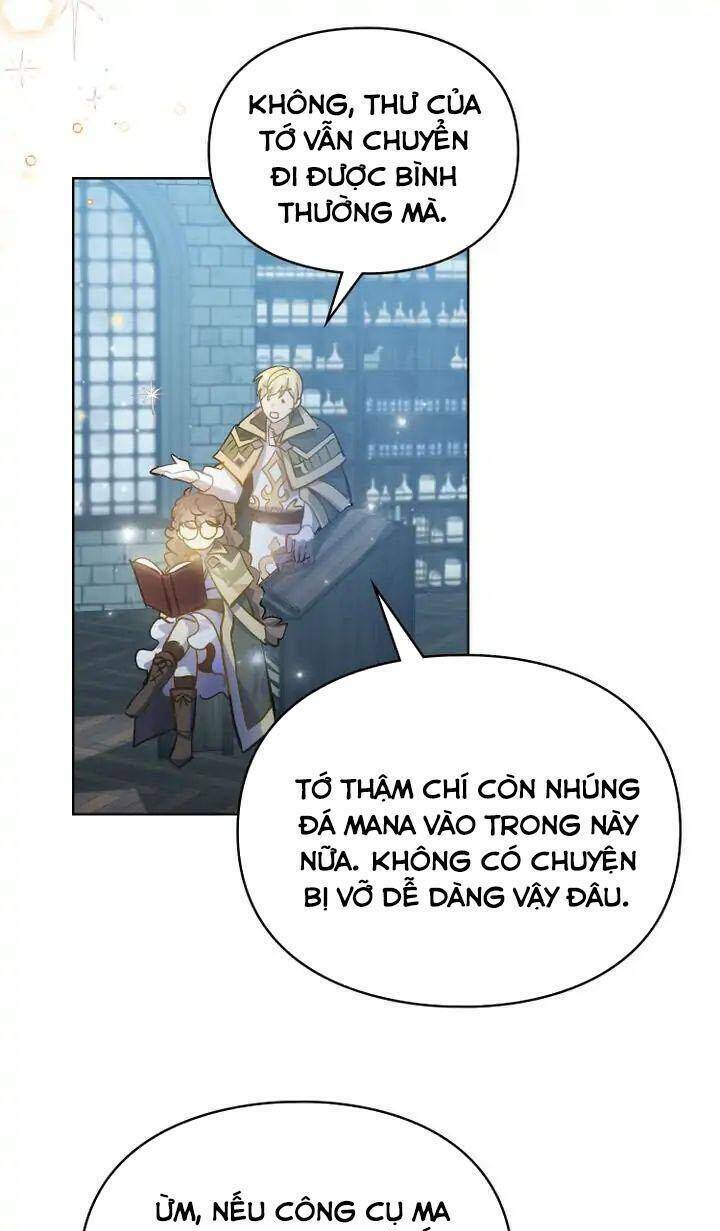 KHÔNG, THƯ CỦA
TỚ VẪN CHUYỂN
ĐI ĐƯỢC BÌNH
THƯỜNG MÀ.
TỚ THẬM CHÍ CÒN NHÚNG
ĐÁ MANA VÀO TRONG NÀY
NỮA. KHÔNG CÓ CHUYỆN
BỊ VỠ DỄ DÀNG VẬY ĐÂU.
ỪM, NẾU CÔNG CỤ MA